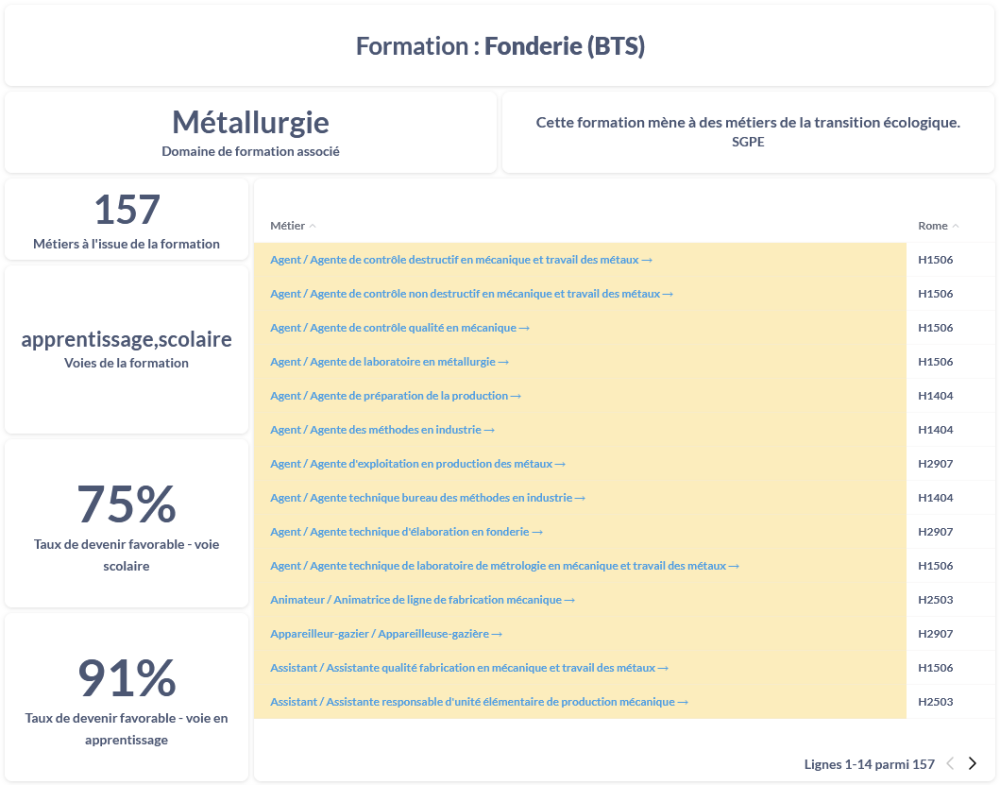 Formation : Fonderie (BTS)
Métallurgie
Domaine de formation associé
Cette formation mène à des métiers de la transition écologique.
SGPE
157
Métiers à l'issue de la formation
apprentissage,scolaire
Voies de la formation
75%
Taux de devenir favorable - voie
scolaire
91%
Taux de devenir favorable - voie en
apprentissage
Métier Rome
Agent / Agente de contrôle destructif en mécanique et travail des métaux → H1506
Agent / Agente de contrôle non destructif en mécanique et travail des métaux → H1506
Agent / Agente de contrôle qualité en mécanique → H1506
Agent / Agente de laboratoire en métallurgie → H1506
Agent / Agente de préparation de la production → H1404
Agent / Agente des méthodes en industrie → H1404
Agent / Agente d'exploitation en production des métaux → H2907
Agent / Agente technique bureau des méthodes en industrie → H1404
Agent / Agente technique d'élaboration en fonderie → H2907
Agent / Agente technique de laboratoire de métrologie en mécanique et travail des métaux → H1506
Animateur / Animatrice de ligne de fabrication mécanique → H2503
Appareilleur-gazier / Appareilleuse-gazière → H2907
Assistant / Assistante qualité fabrication en mécanique et travail des métaux → H1506
Assistant / Assistante responsable d'unité élémentaire de production mécanique → H2503
Lignes 1-14 parmi 157